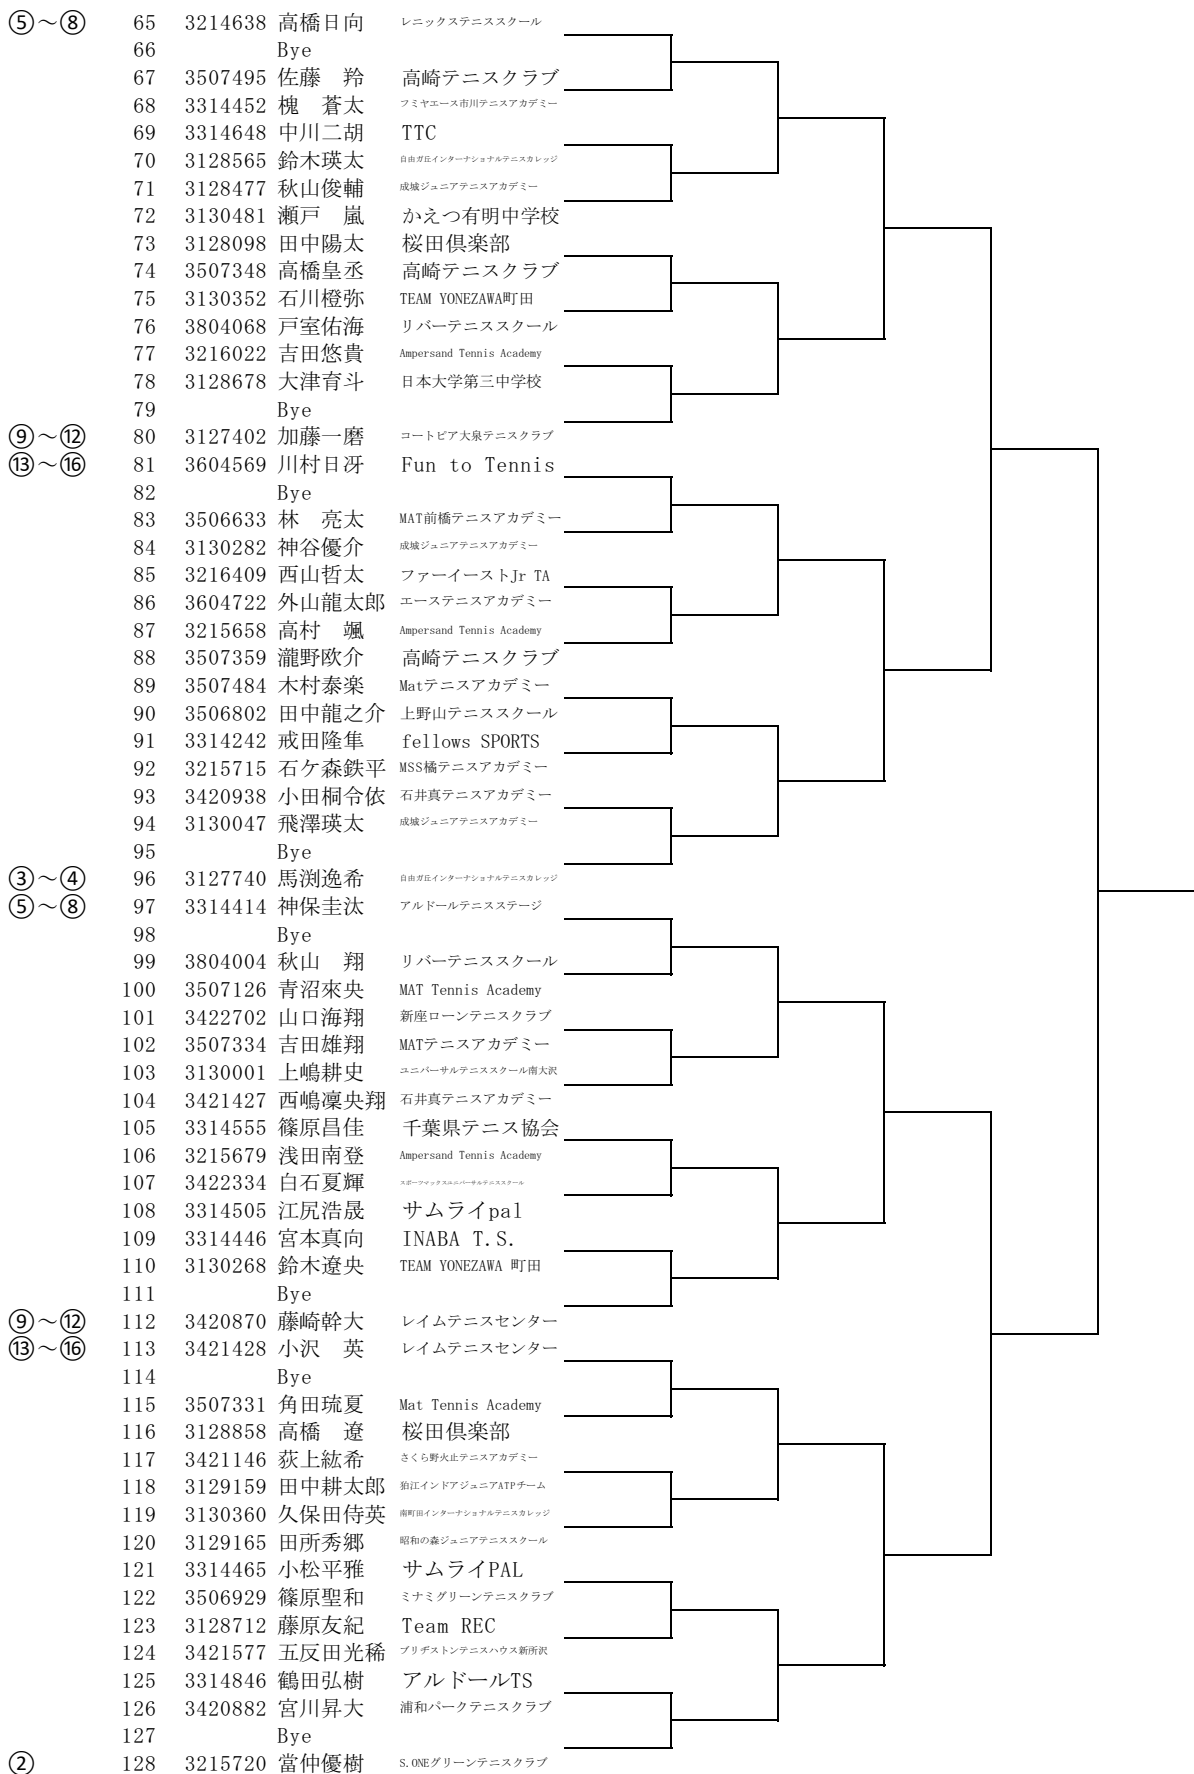 ⑤～⑧ 65 3214638 高橋日向 レニックステニススクール
66 Bye
67 3507495 佐藤　羚 高崎テニスクラブ
68 3314452 槐　蒼太 フミヤエース市川テニスアカデミー
69 3314648 中川二胡 TTC
70 3128565 鈴木瑛太 自由ガ丘インターナショナルテニスカレッジ
71 3128477 秋山俊輔 成城ジュニアテニスアカデミー
72 3130481 瀬戸　嵐 かえつ有明中学校
73 3128098 田中陽太 桜田倶楽部
74 3507348 高橋皇丞 高崎テニスクラブ
75 3130352 石川橙弥 TEAM YONEZAWA町田
76 3804068 戸室佑海 リバーテニススクール
77 3216022 吉田悠貴 Ampersand Tennis Academy
78 3128678 大津育斗 日本大学第三中学校
79 Bye
⑨～⑫ 80 3127402 加藤一磨 コートピア大泉テニスクラブ
⑬～⑯ 81 3604569 川村日冴 Fun to Tennis
82 Bye
83 3506633 林　亮太 MAT前橋テニスアカデミー
84 3130282 神谷優介 成城ジュニアテニスアカデミー
85 3216409 西山哲太 ファーイーストJr TA
86 3604722 外山龍太郎 エーステニスアカデミー
87 3215658 高村　颯 Ampersand Tennis Academy
88 3507359 瀧野欧介 高崎テニスクラブ
89 3507484 木村泰楽 Matテニスアカデミー
90 3506802 田中龍之介 上野山テニススクール
91 3314242 戒田隆隼 fellows SPORTS
92 3215715 石ケ森鉄平 MSS橘テニスアカデミー
93 3420938 小田桐令依 石井真テニスアカデミー
94 3130047 飛澤瑛太 成城ジュニアテニスアカデミー
95 Bye
③～④ 96 3127740 馬渕逸希 自由ガ丘インターナショナルテニスカレッジ
⑤～⑧ 97 3314414 神保圭汰 アルドールテニスステージ
98 Bye
99 3804004 秋山　翔 リバーテニススクール
100 3507126 青沼來央 MAT Tennis Academy
101 3422702 山口海翔 新座ローンテニスクラブ
102 3507334 吉田雄翔 MATテニスアカデミー
103 3130001 上嶋耕史 ユニバーサルテニススクール南大沢
104 3421427 西嶋凜央翔 石井真テニスアカデミー
105 3314555 篠原昌佳 千葉県テニス協会
106 3215679 浅田南登 Ampersand Tennis Academy
107 3422334 白石夏輝 スポーツマックスユニバーサルテニススクール
108 3314505 江尻浩晟 サムライpal
109 3314446 宮本真向 INABA T.S.
110 3130268 鈴木遼央 TEAM YONEZAWA 町田
111 Bye
⑨～⑫ 112 3420870 藤崎幹大 レイムテニスセンター
⑬～⑯ 113 3421428 小沢　英 レイムテニスセンター
114 Bye
115 3507331 角田琉夏 Mat Tennis Academy
116 3128858 高橋　遼 桜田倶楽部
117 3421146 荻上紘希 さくら野火止テニスアカデミー
118 3129159 田中耕太郎 狛江インドアジュニアATPチーム
119 3130360 久保田侍英 南町田インターナショナルテニスカレッジ
120 3129165 田所秀郷 昭和の森ジュニアテニススクール
121 3314465 小松平雅 サムライPAL
122 3506929 篠原聖和 ミナミグリーンテニスクラブ
123 3128712 藤原友紀 Team REC
124 3421577 五反田光稀 ブリヂストンテニスハウス新所沢
125 3314846 鶴田弘樹 アルドールTS
126 3420882 宮川昇大 浦和パークテニスクラブ
127 Bye
② 128 3215720 當仲優樹 S.ONEグリーンテニスクラブ